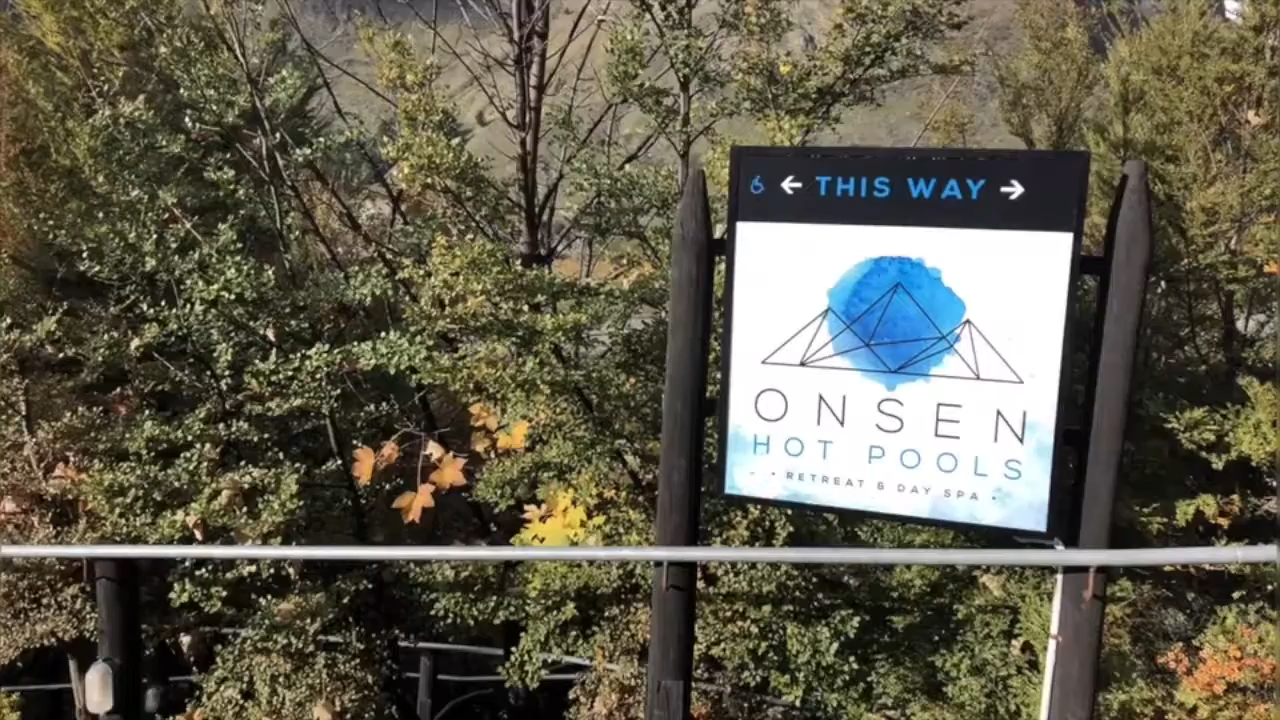 THIS WAY
ONSEN
HOT POOLS
• RETREAT & DAY SPA •